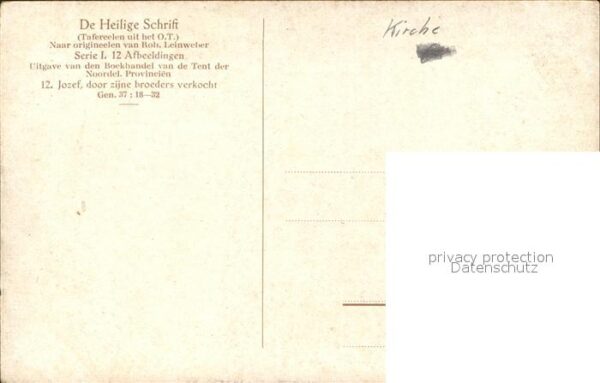 De Heilige Schrift
(Tafereelen uit het O.T.)
Naar origineelen van Rob. Leinweber
Serie I. 12 Afbeeldingen
Uitgave van den Boekhandel van de Tent der
Noordel. Provinciën
12. Jozef, door zijne broeders verkocht
Gen. 37 : 18—32
Kirche
privacy protection
Datenschutz